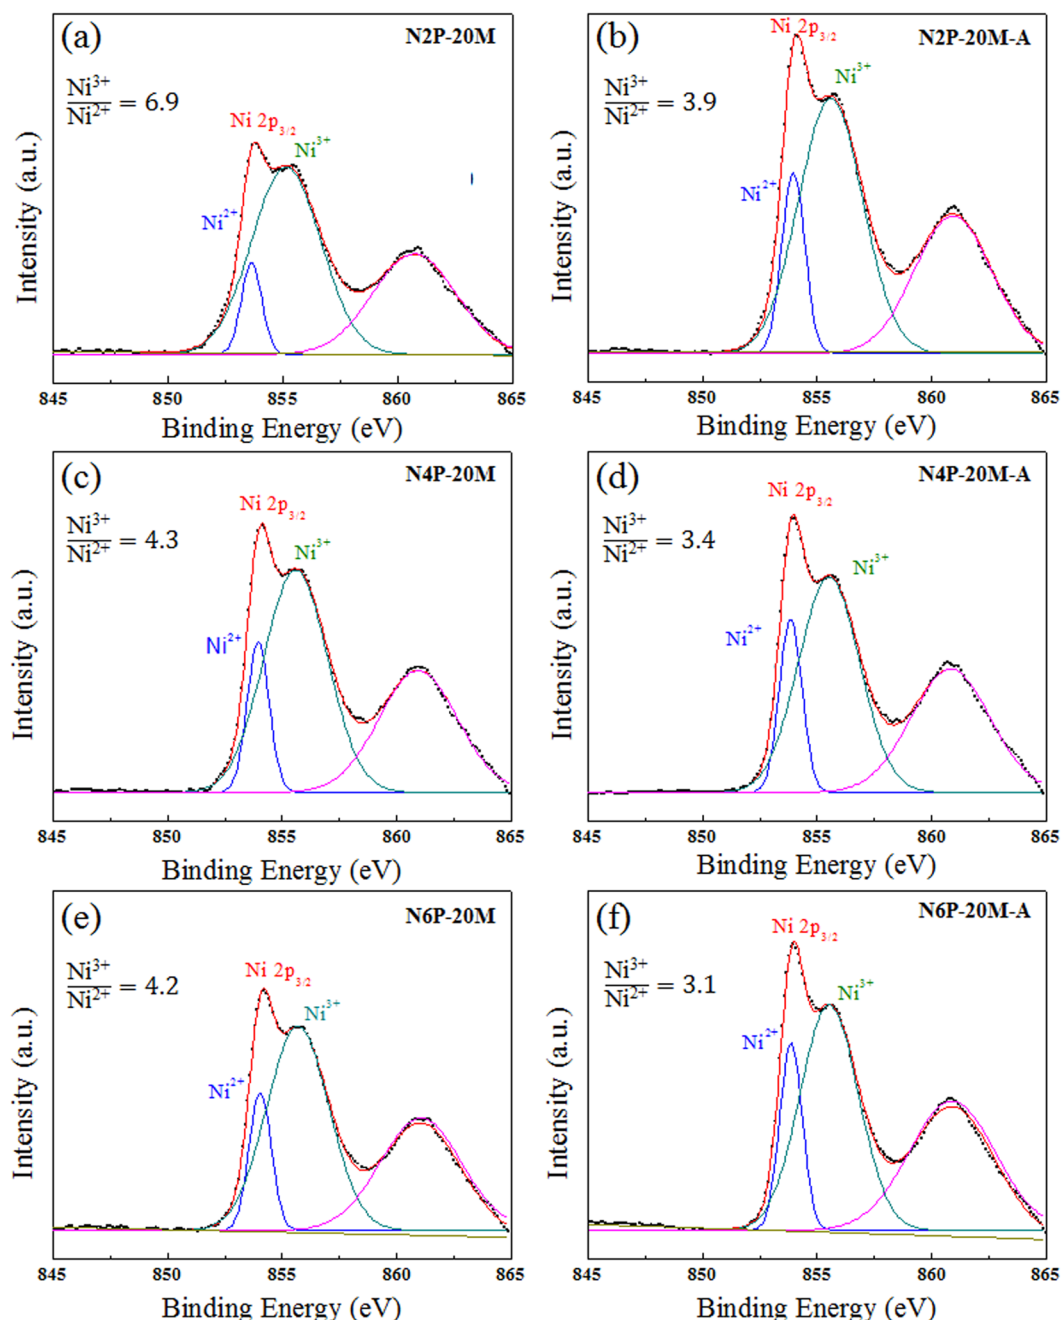 (a) N2P-20M
Ni³⁺
Ni²⁺ = 6.9
Ni 2p₃/₂
Ni³⁺
Ni²⁺
Intensity (a.u.)
845 850 855 860 865
Binding Energy (eV)
(b) N2P-20M-A
Ni 2p₃/₂
Ni³⁺
Ni³⁺
Ni²⁺ = 3.9
Ni²⁺
Intensity (a.u.)
845 850 855 860 865
Binding Energy (eV)
(c) N4P-20M
Ni 2p₃/₂
Ni³⁺
Ni²⁺ = 4.3
Ni³⁺
Ni²⁺
Intensity (a.u.)
845 850 855 860 865
Binding Energy (eV)
(d) N4P-20M-A
Ni 2p₃/₂
Ni³⁺
Ni²⁺ = 3.4
Ni³⁺
Ni²⁺
Intensity (a.u.)
845 850 855 860 865
Binding Energy (eV)
(e) N6P-20M
Ni³⁺
Ni²⁺ = 4.2
Ni 2p₃/₂
Ni³⁺
Ni²⁺
Intensity (a.u.)
845 850 855 860 865
Binding Energy (eV)
(f) N6P-20M-A
Ni 2p₃/₂
Ni³⁺
Ni²⁺ = 3.1
Ni³⁺
Ni²⁺
Intensity (a.u.)
845 850 855 860 865
Binding Energy (eV)